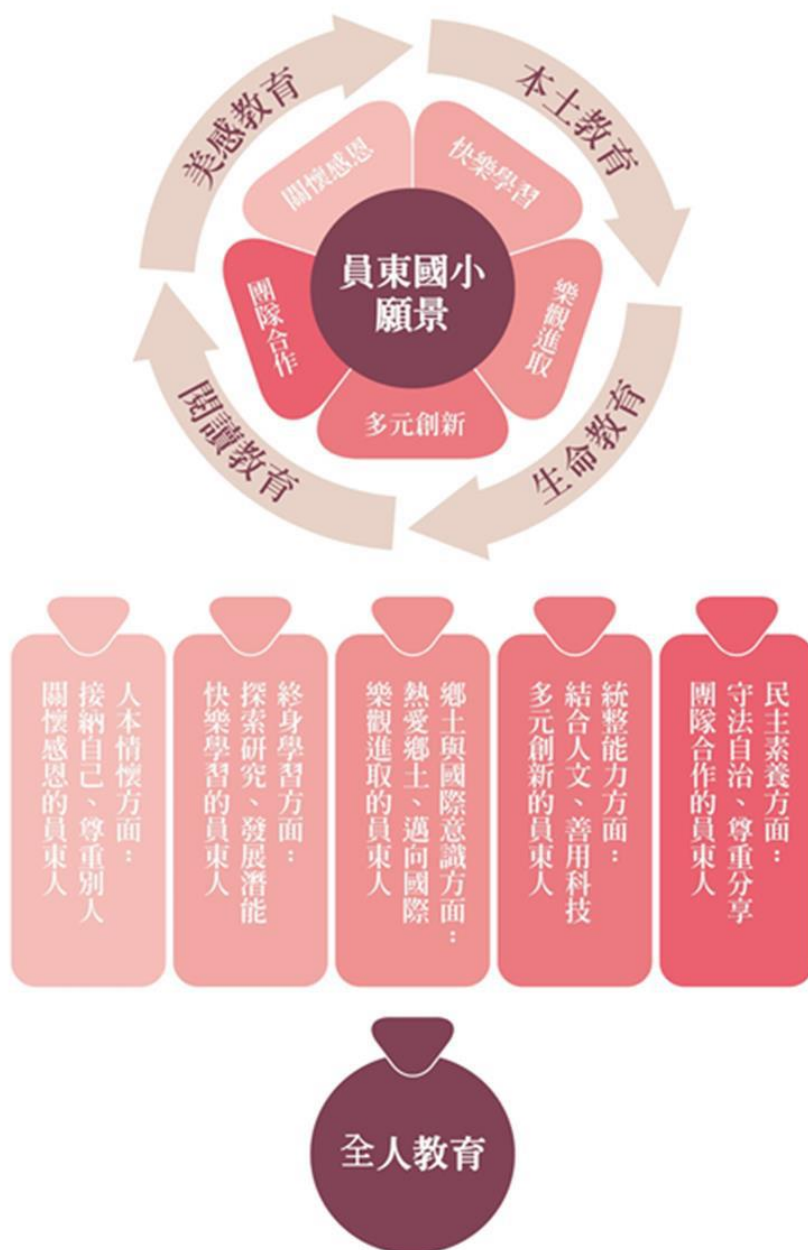 美感教育
本土教育
生命教育
閱讀教育
關懷感恩
快樂學習
樂觀進取
多元創新
團隊合作
員東國小
願景
民主素養方面：
守法自治、尊重分享
團隊合作的員東人
統整能力方面：
結合人文、善用科技
多元創新的員東人
鄉土與國際意識方面：
熱愛鄉土、邁向國際
樂觀進取的員東人
終身學習方面：
探索研究、發展潛能
快樂學習的員東人
人本情懷方面：
接納自己、尊重別人
關懷感恩的員東人
全人教育